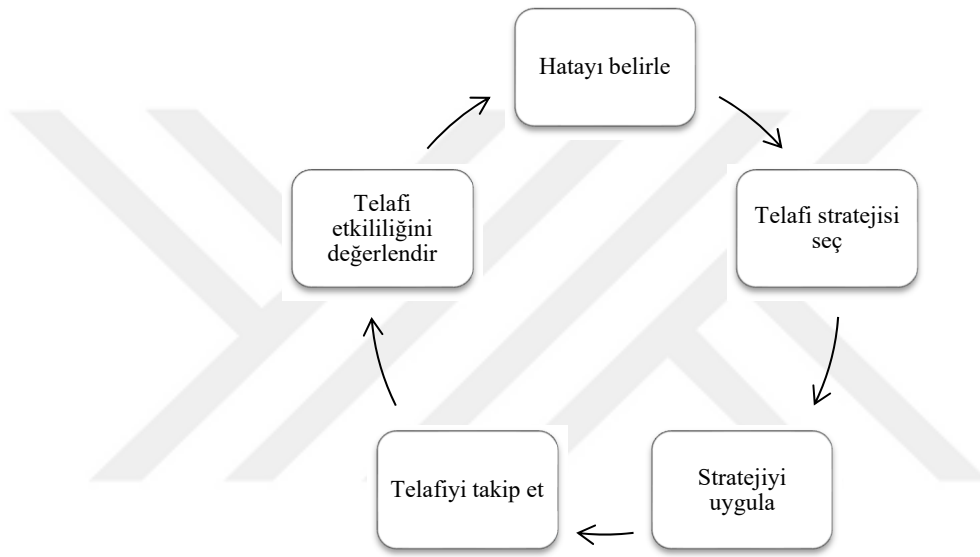 Hatayı belirle
Telafi stratejisi
seç
Stratejiyi
uygula
Telafiyi takip et
Telafi
etkililiğini
değerlendir